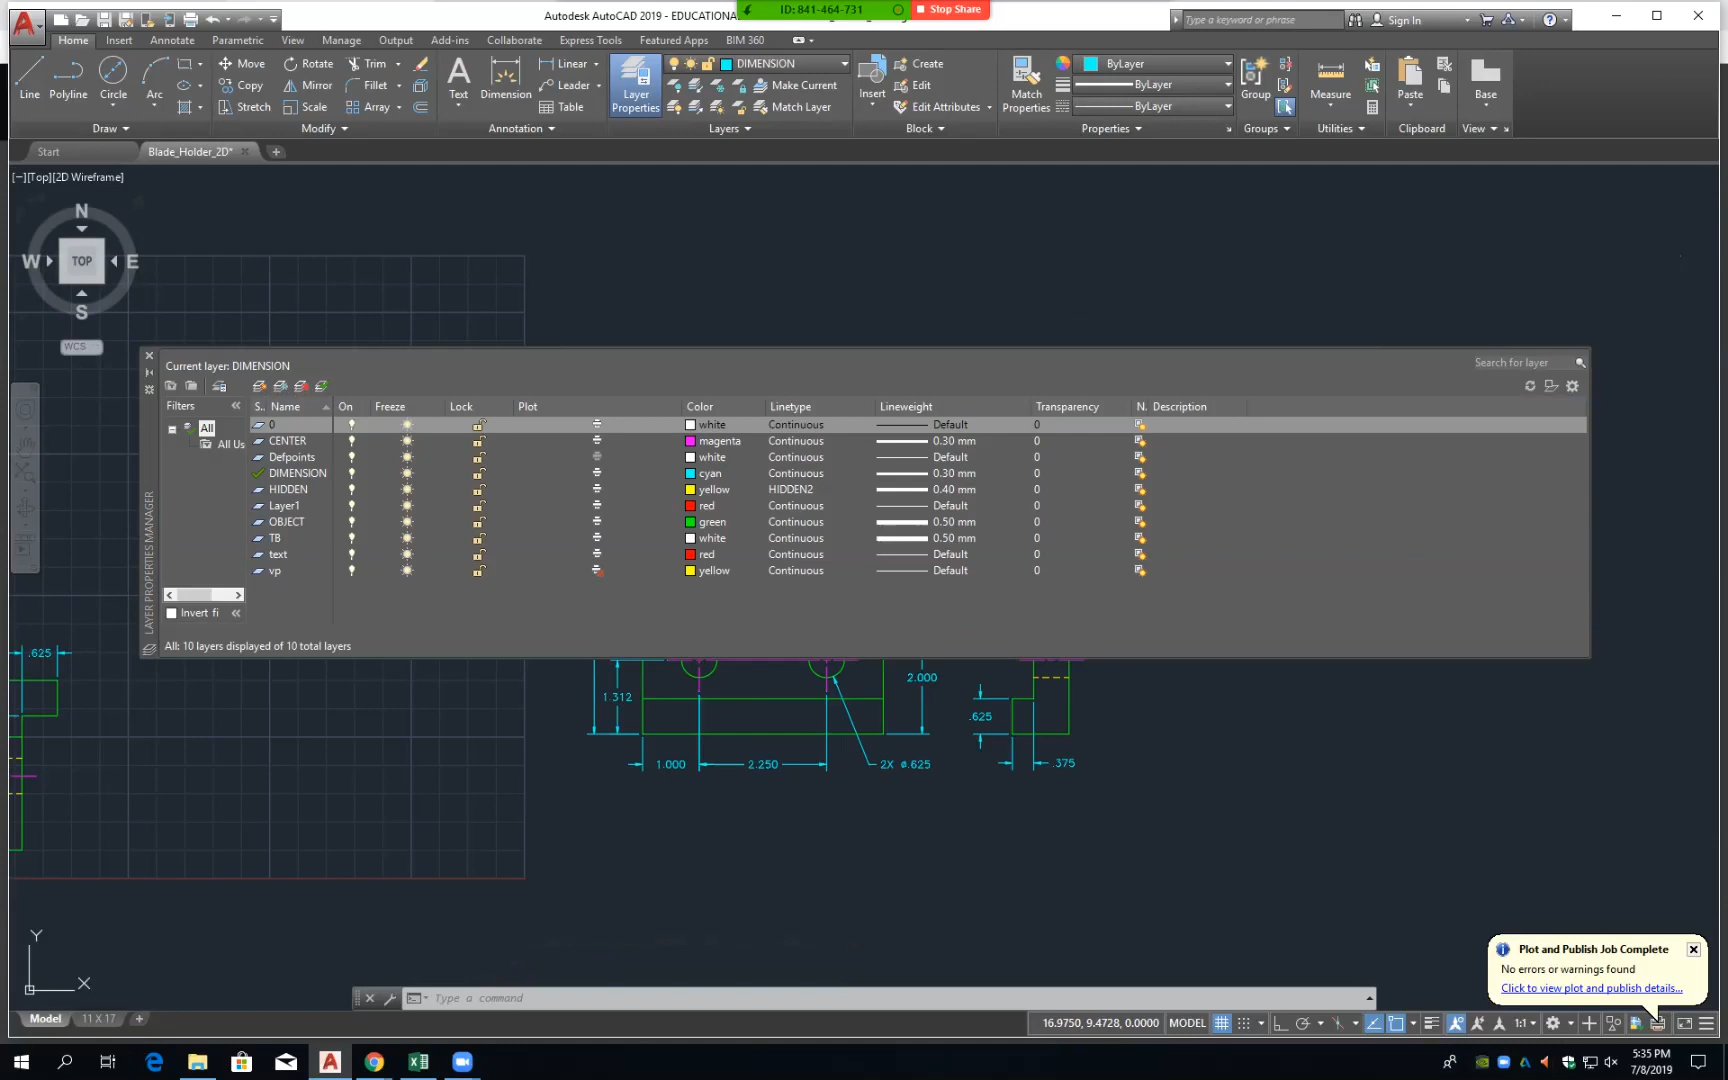 Autodesk AutoCAD 2019 - EDUCATIONA
ID: 841-464-731
Stop Share
Type a keyword or phrase
Sign In
Home Insert Annotate Parametric View Manage Output Add-ins Collaborate Express Tools Featured Apps BIM 360
Line Polyline Circle Arc
Move Rotate Trim
Copy Mirror Fillet
Stretch Scale Array
Text Dimension
Linear
Leader
Table
Layer Properties
DIMENSION
Make Current
Match Layer
Insert
Create
Edit
Edit Attributes
Match Properties
ByLayer
ByLayer
ByLayer
Group Measure Paste Base
Draw Modify Annotation Layers Block Properties Groups Utilities Clipboard View
Start Blade_Holder_2D*
[−][Top][2D Wireframe]
N
W TOP E
S
WCS
Current layer: DIMENSION
Search for layer
Filters
All
All Us
Invert fi
S.. Name On Freeze Lock Plot Color Linetype Lineweight Transparency N. Description
0 white Continuous Default 0
CENTER magenta Continuous 0.30 mm 0
Defpoints white Continuous Default 0
DIMENSION cyan Continuous 0.30 mm 0
HIDDEN yellow HIDDEN2 0.40 mm 0
Layer1 red Continuous Default 0
OBJECT green Continuous 0.50 mm 0
TB white Continuous 0.50 mm 0
text red Continuous Default 0
vp yellow Continuous Default 0
All: 10 layers displayed of 10 total layers
LAYER PROPERTIES MANAGER
.625
1.312
2.000
.625
1.000
2.250
2X ø.625
.375
Y
X
Type a command
Plot and Publish Job Complete
No errors or warnings found
Click to view plot and publish details...
Model 11 X 17
16.9750, 9.4728, 0.0000 MODEL 1:1
5:35 PM
7/8/2019